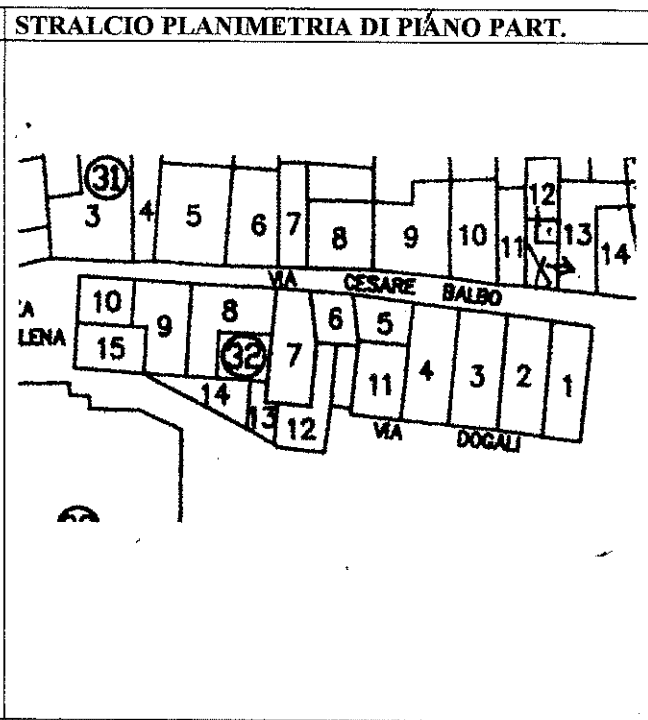 STRALCIO PLANIMETRIA DI PIANO PART.
31
3 4 5 6 7 8 9 10 11 12 13 14
VIA CESARE BALBO
10 9 8 7 6 5 4 3 2 1
LENA
15 32 11
14 13 12
VIA DOGALI